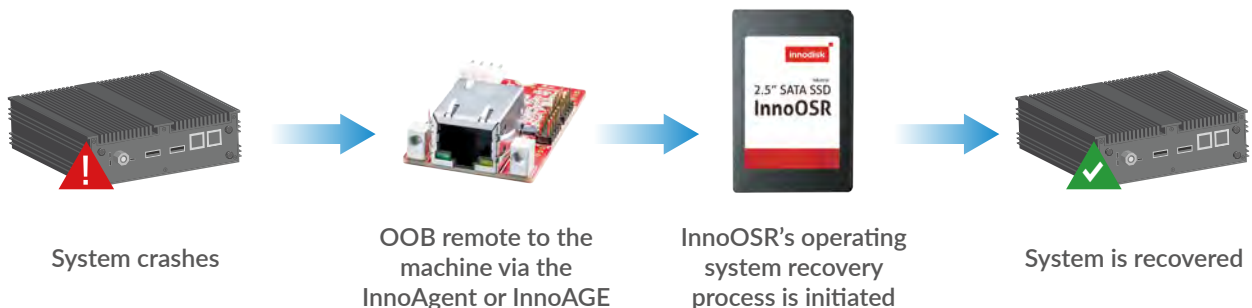 innodisk
2.5" SATA SSD
InnoOSR
System crashes
OOB remote to the
machine via the
InnoAgent or InnoAGE
InnoOSR's operating
system recovery
process is initiated
System is recovered